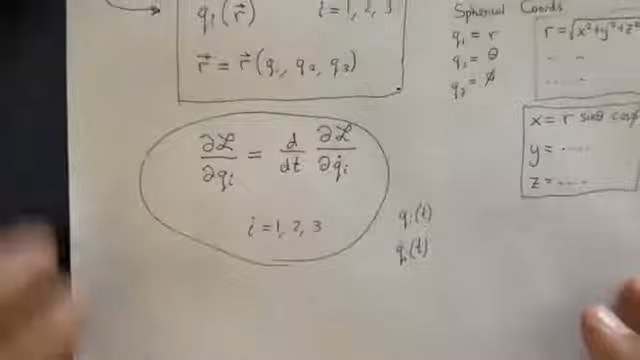 qᵢ(r⃗) i = 1, 2, 3
r⃗ = r⃗ (q₁, q₂, q₃)
∂ℒ/∂qᵢ = d/dt ∂ℒ/∂q̇ᵢ
i = 1, 2, 3
qᵢ(t)
q̇ᵢ(t)
Spherical Coords
q₁ = r
q₂ = θ
q₃ = ϕ
r = √x²+y²+z²
x = r sinθ cosϕ
y = .....
z = .....